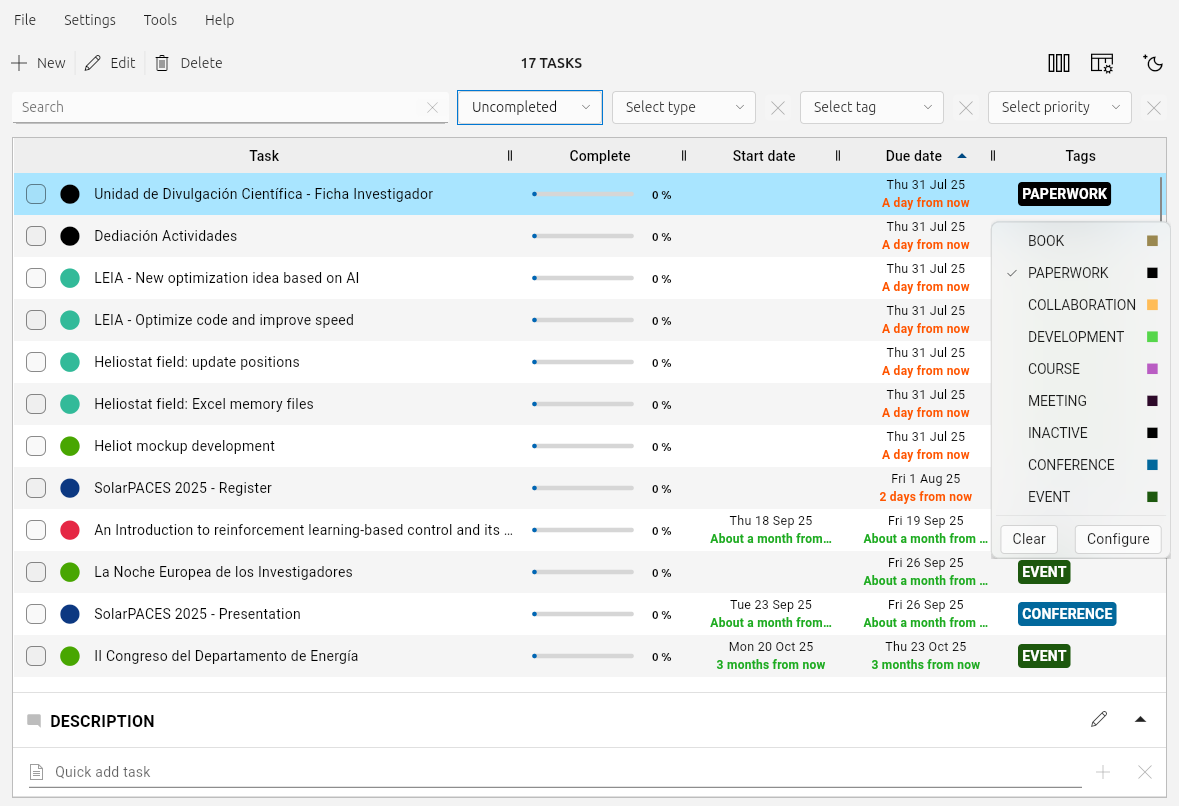 File Settings Tools Help
New Edit Delete 17 TASKS
Search Uncompleted Select type Select tag Select priority
Task Complete Start date Due date Tags
Unidad de Divulgación Científica - Ficha Investigador 0 % Thu 31 Jul 25 PAPERWORK
A day from now
Dediación Actividades 0 % Thu 31 Jul 25
A day from now
LEIA - New optimization idea based on AI 0 % Thu 31 Jul 25
A day from now
LEIA - Optimize code and improve speed 0 % Thu 31 Jul 25
A day from now
Heliostat field: update positions 0 % Thu 31 Jul 25
A day from now
Heliostat field: Excel memory files 0 % Thu 31 Jul 25
A day from now
Heliot mockup development 0 % Thu 31 Jul 25
A day from now
SolarPACES 2025 - Register 0 % Fri 1 Aug 25
2 days from now
An Introduction to reinforcement learning-based control and its ... 0 % Thu 18 Sep 25 Fri 19 Sep 25
About a month from... About a month from ...
La Noche Europea de los Investigadores 0 % Fri 26 Sep 25 EVENT
About a month from ...
SolarPACES 2025 - Presentation 0 % Tue 23 Sep 25 Fri 26 Sep 25 CONFERENCE
About a month from... About a month from ...
II Congreso del Departamento de Energía 0 % Mon 20 Oct 25 Thu 23 Oct 25 EVENT
3 months from now 3 months from now
BOOK
PAPERWORK
COLLABORATION
DEVELOPMENT
COURSE
MEETING
INACTIVE
CONFERENCE
EVENT
Clear Configure
DESCRIPTION
Quick add task